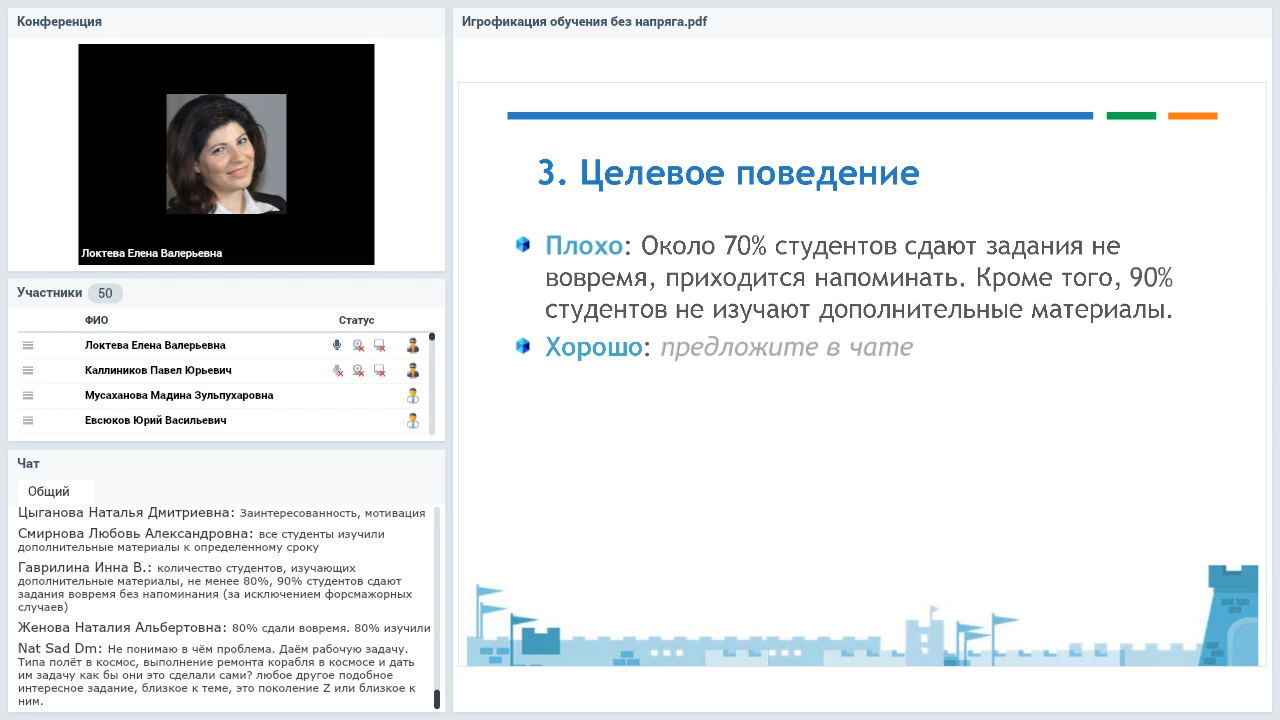 Конференция
Локтева Елена Валерьевна
Участники 50
ФИО Статус
Локтева Елена Валерьевна
Каллиников Павел Юрьевич
Мусаханова Мадина Зульпухаровна
Евсюков Юрий Васильевич
Чат
Общий
Цыганова Наталья Дмитриевна: Заинтересованность, мотивация
Смирнова Любовь Александровна: все студенты изучили
дополнительные материалы к определенному сроку
Гаврилина Инна В.: количество студентов, изучающих
дополнительные материалы, не менее 80%, 90% студентов сдают
задания вовремя без напоминания (за исключением форсмажорных
случаев)
Женова Наталия Альбертовна: 80% сдали вовремя. 80% изучили
Nat Sad Dm: Не понимаю в чём проблема. Даём рабочую задачу.
Типа полёт в космос, выполнение ремонта корабля в космосе и дать
им задачу как бы они это сделали сами? любое другое подобное
интересное задание, близкое к теме, это поколение Z или близкое к
ним.
Игрофикация обучения без напряга.pdf
3. Целевое поведение
Плохо: Около 70% студентов сдают задания не
вовремя, приходится напоминать. Кроме того, 90%
студентов не изучают дополнительные материалы.
Хорошо: предложите в чате